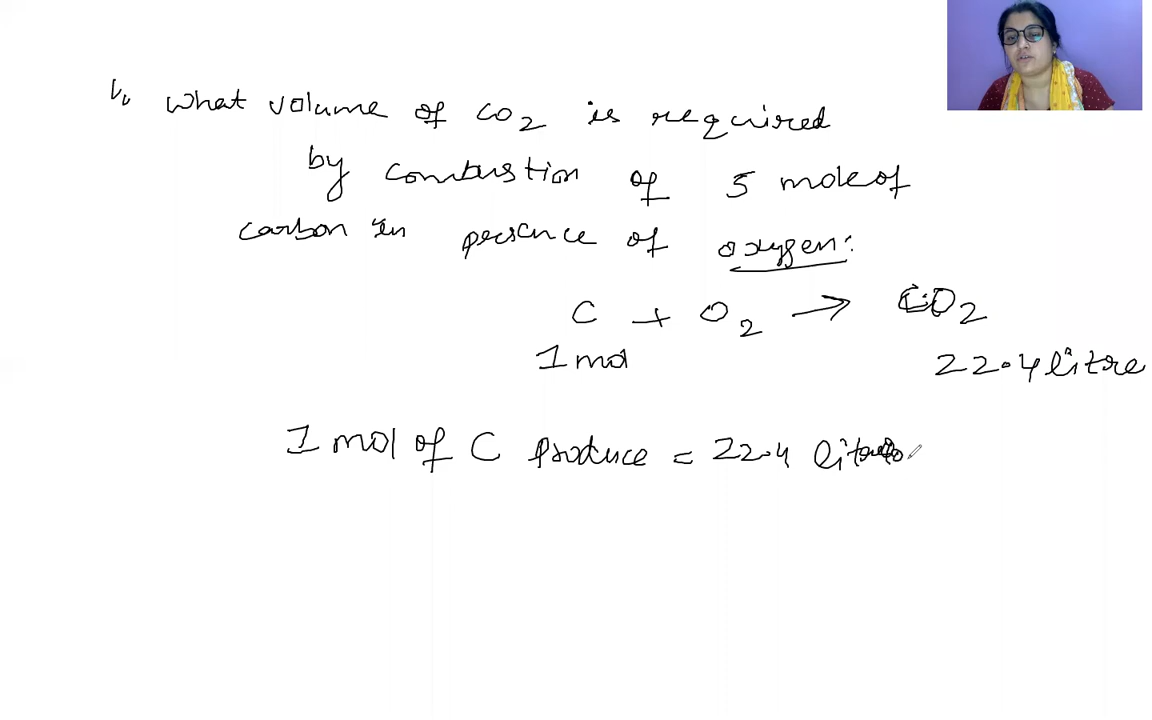 1. What volume of CO2 is required
by combustion of 5 mole of
carbon in presence of oxygen:
C + O2 → CO2
1 mol 22.4 litre
1 mol of C produce = 22.4 litre